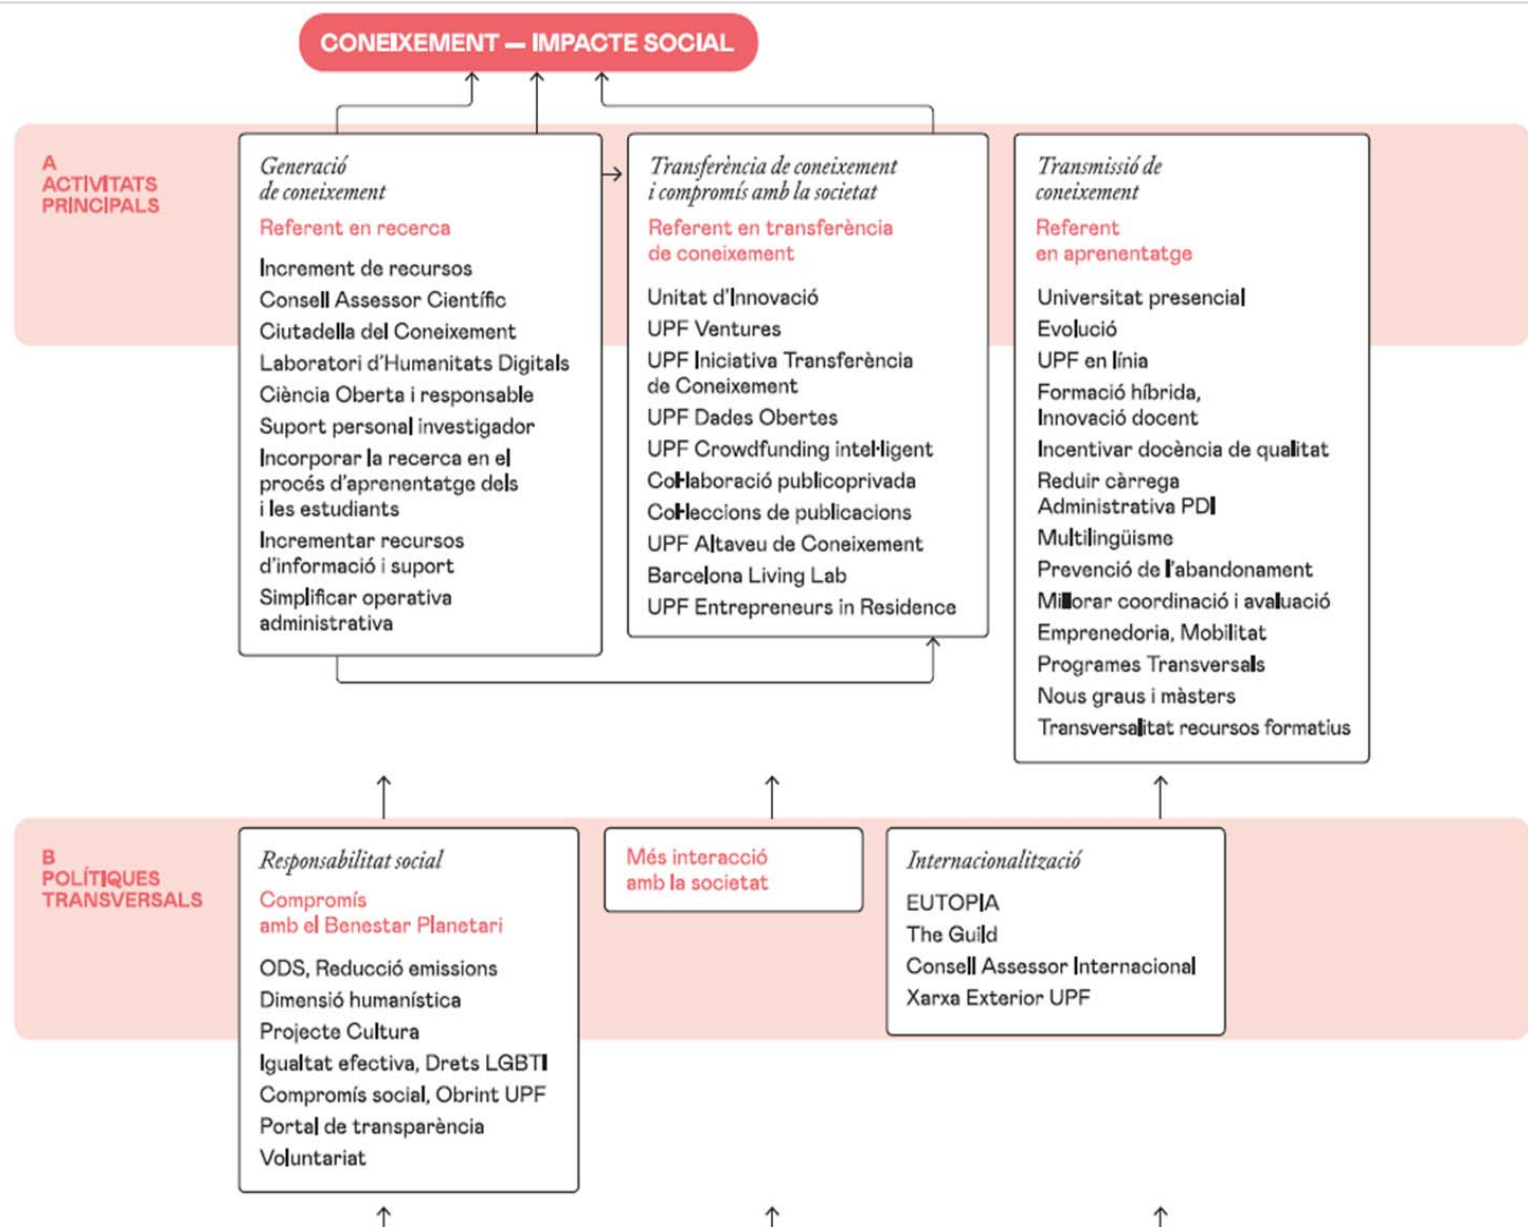 CONEIXEMENT — IMPACTE SOCIAL
A
ACTIVITATS
PRINCIPALS
Generació
de coneixement
Referent en recerca
Increment de recursos
Consell Assessor Científic
Ciutadella del Coneixement
Laboratori d'Humanitats Digitals
Ciència Oberta i responsable
Suport personal investigador
Incorporar la recerca en el
procés d'aprenentatge dels
i les estudiants
Incrementar recursos
d'informació i suport
Simplificar operativa
administrativa
Transferència de coneixement
i compromís amb la societat
Referent en transferència
de coneixement
Unitat d'Innovació
UPF Ventures
UPF Iniciativa Transferència
de Coneixement
UPF Dades Obertes
UPF Crowdfunding intel·ligent
Col·laboració publicoprivada
Col·leccions de publicacions
UPF Altaveu de Coneixement
Barcelona Living Lab
UPF Entrepreneurs in Residence
Transmissió de
coneixement
Referent
en aprenentatge
Universitat presencial
Evolució
UPF en línia
Formació híbrida,
Innovació docent
Incentivar docència de qualitat
Reduir càrrega
Administrativa PDI
Multilingüisme
Prevenció de l'abandonament
Millorar coordinació i avaluació
Emprenedoria, Mobilitat
Programes Transversals
Nous graus i màsters
Transversalitat recursos formatius
B
POLÍTIQUES
TRANSVERSALS
Responsabilitat social
Compromís
amb el Benestar Planetari
ODS, Reducció emissions
Dimensió humanística
Projecte Cultura
Igualtat efectiva, Drets LGBTI
Compromís social, Obrint UPF
Portal de transparència
Voluntariat
Més interacció
amb la societat
Internacionalització
EUTOPIA
The Guild
Consell Assessor Internacional
Xarxa Exterior UPF